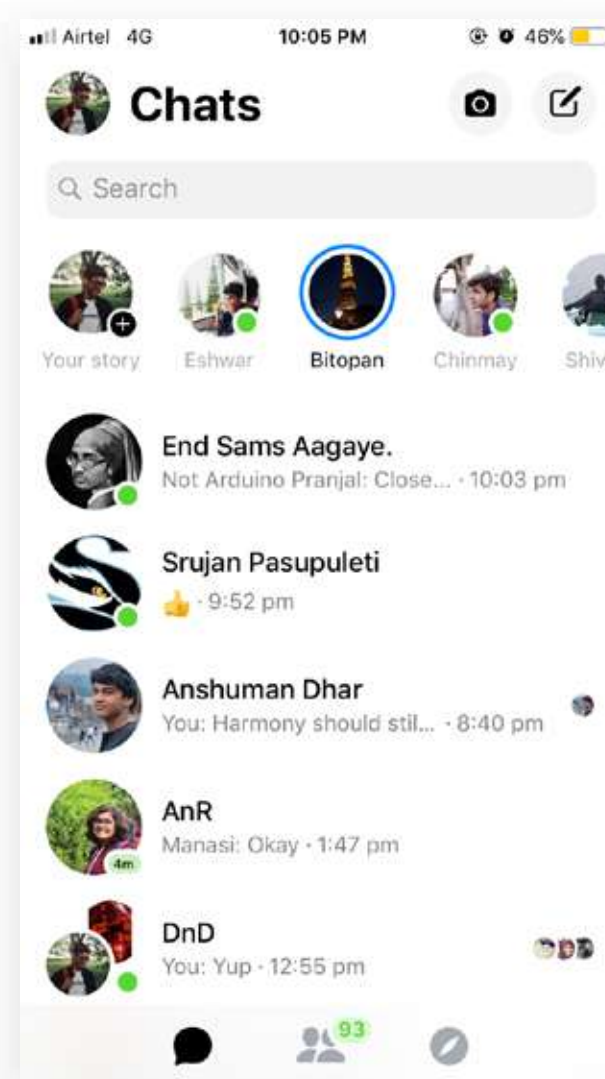 Airtel 4G 10:05 PM 46%
Chats
Search
Your story Eshwar Bitopan Chinmay Shiv
End Sams Aagaye.
Not Arduino Pranjal: Close... · 10:03 pm
Srujan Pasupuleti
👍 · 9:52 pm
Anshuman Dhar
You: Harmony should stil... · 8:40 pm
AnR
Manasi: Okay · 1:47 pm
4m
DnD
You: Yup · 12:55 pm
93